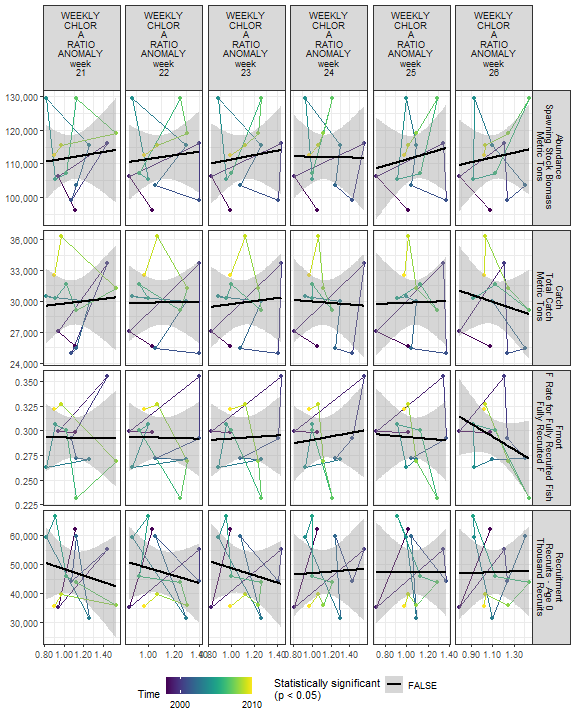 WEEKLY
CHLOR
A
RATIO
ANOMALY
week
21
WEEKLY
CHLOR
A
RATIO
ANOMALY
week
22
WEEKLY
CHLOR
A
RATIO
ANOMALY
week
23
WEEKLY
CHLOR
A
RATIO
ANOMALY
week
24
WEEKLY
CHLOR
A
RATIO
ANOMALY
week
25
WEEKLY
CHLOR
A
RATIO
ANOMALY
week
26
130,000
120,000
110,000
100,000
Abundance
Spawning Stock Biomass
Metric Tons
36,000
33,000
30,000
27,000
24,000
Catch
Total Catch
Metric Tons
0.350
0.325
0.300
0.275
0.250
0.225
Fmort
F Rate for Fully Recruited Fish
Fully Recruited F
60,000
50,000
40,000
30,000
Recruitment
Recruits - Age 0
Thousand Recruits
0.80 1.00 1.20 1.40
1.00 1.20 1.40
0.80 1.00 1.20 1.40
0.80 1.00 1.20 1.40
0.80 1.00 1.20 1.40
0.90 1.10 1.30
Time
2000 2010
Statistically significant
(p < 0.05)
FALSE